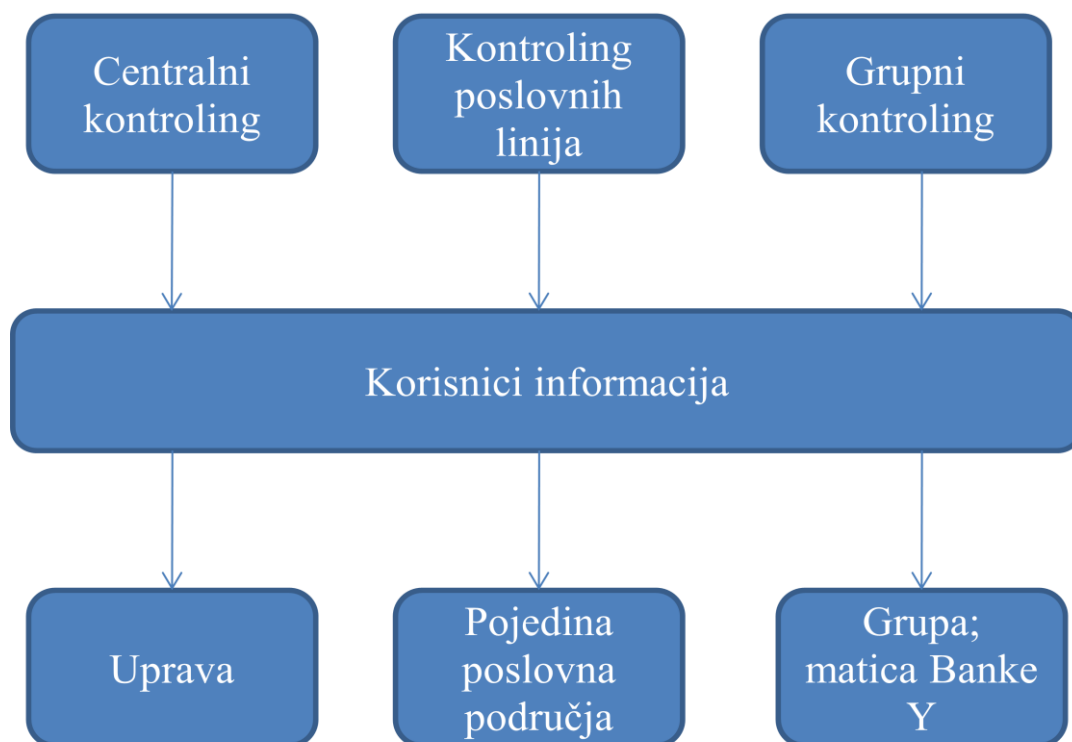 Centralni
kontroling
Kontroling
poslovnih
linija
Grupni
kontroling
Korisnici informacija
Uprava
Pojedina
poslovna
područja
Grupa;
matica Banke
Y